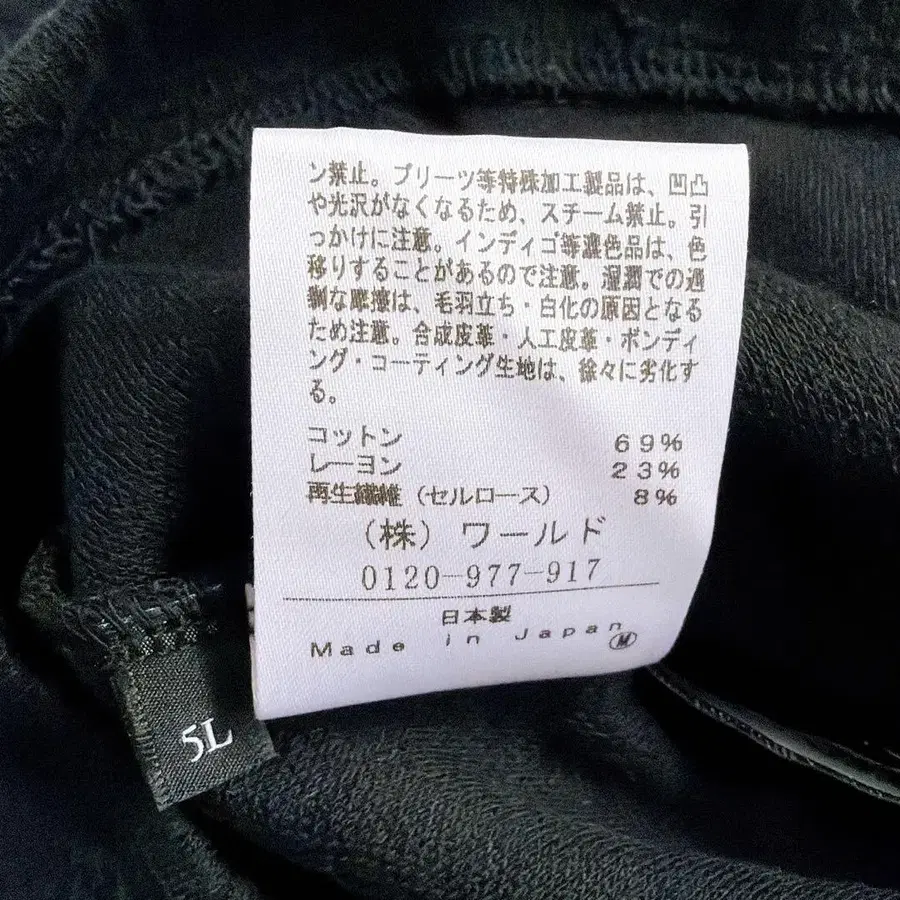 ン禁止。プリーツ等特殊加工製品は、凹凸
や光沢がなくなるため、スチーム禁止。引
っかけに注意。インディゴ等濃色品は、色
移りすることがあるので注意。湿潤での過
剰な摩擦は、毛羽立ち・白化の原因となる
ため注意。合成皮革・人工皮革・ボンディ
ング・コーティング生地は、徐々に劣化す
る。
コットン 69%
レーヨン 23%
再生繊維（セルロース） 8%
（株）ワールド
0120-977-917
日本製
Made in Japan
M
5L